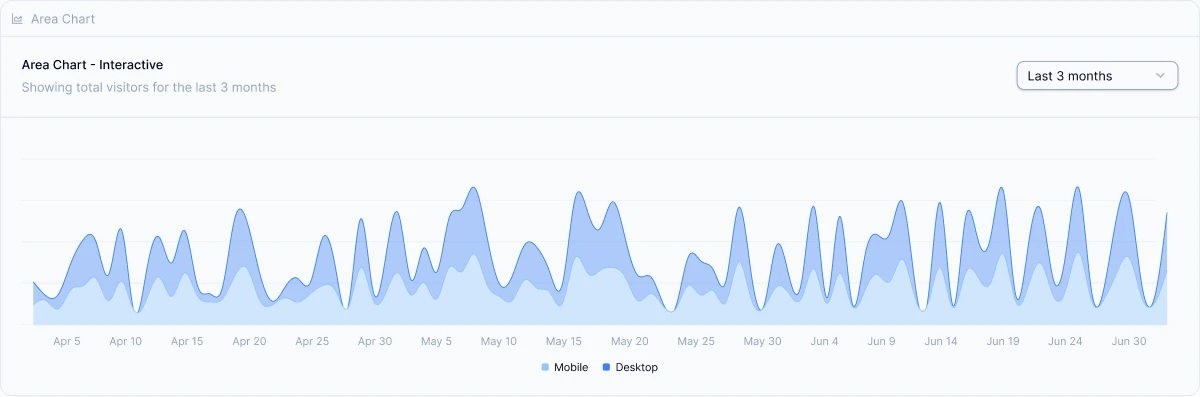 Area Chart
Area Chart - Interactive
Showing total visitors for the last 3 months
Last 3 months
Apr 5 Apr 10 Apr 15 Apr 20 Apr 25 Apr 30 May 5 May 10 May 15 May 20 May 25 May 30 Jun 4 Jun 9 Jun 14 Jun 19 Jun 24 Jun 30
Mobile Desktop